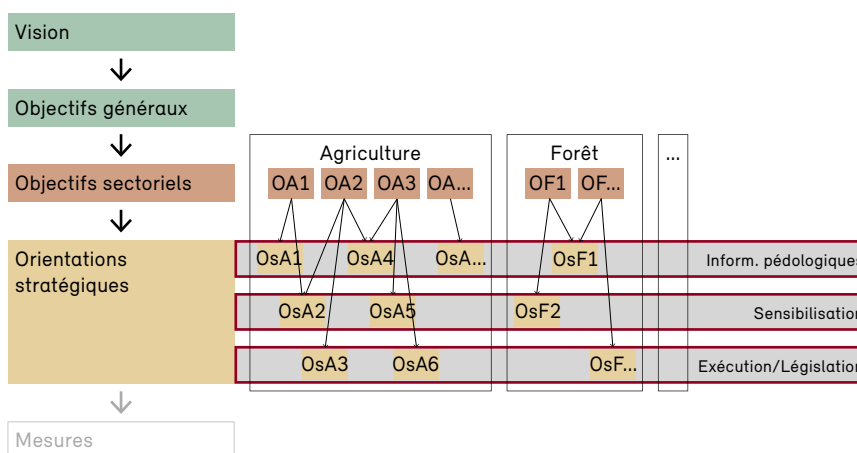 Vision
Objectifs généraux
Agriculture
Forêt
...
Objectifs sectoriels
OA1 OA2 OA3 OA...
OF1 OF...
Orientations
stratégiques
OsA1 OsA4 OsA... OsF1 Inform. pédologiques
OsA2 OsA5 OsF2 Sensibilisation
OsA3 OsA6 OsF... Exécution/Législation
Mesures